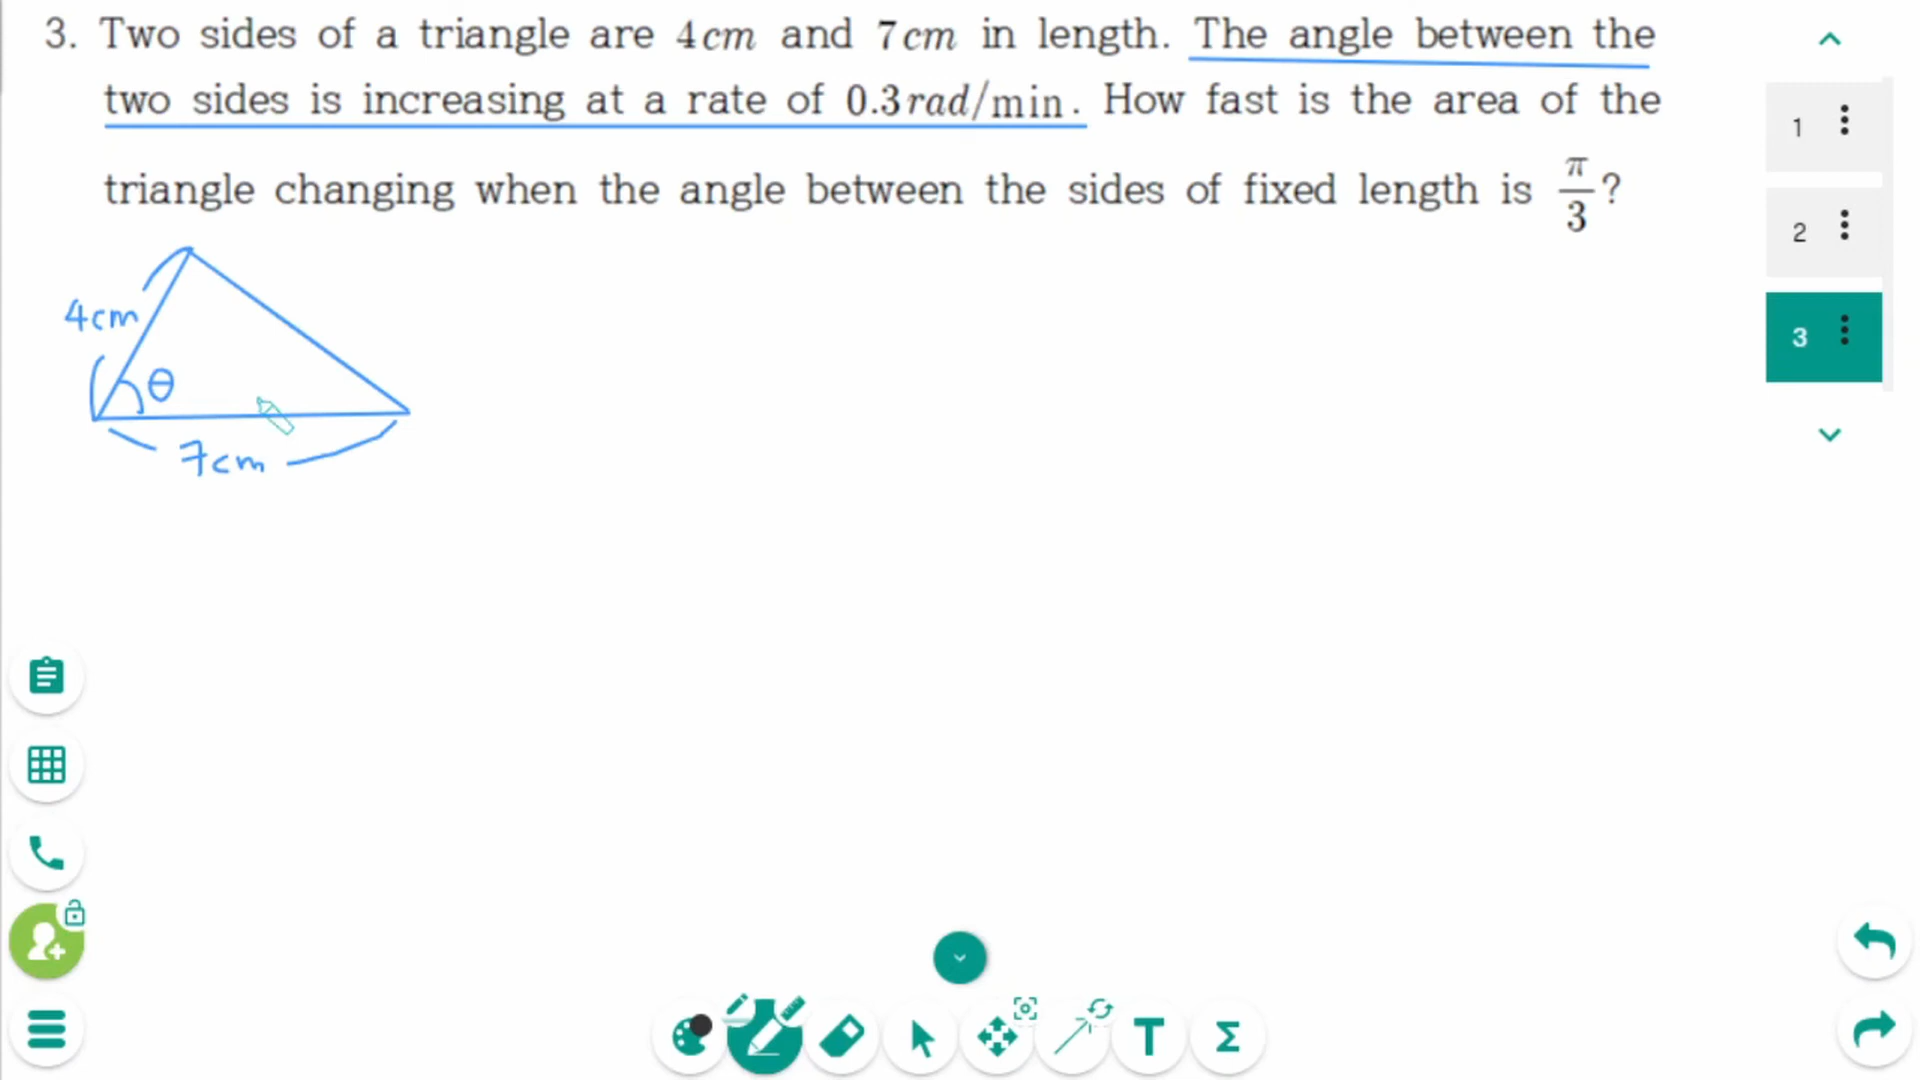 3. Two sides of a triangle are 4cm and 7cm in length. The angle between the
two sides is increasing at a rate of 0.3rad/min. How fast is the area of the
triangle changing when the angle between the sides of fixed length is π/3?
4cm
θ
7cm
1
2
3
T
Σ